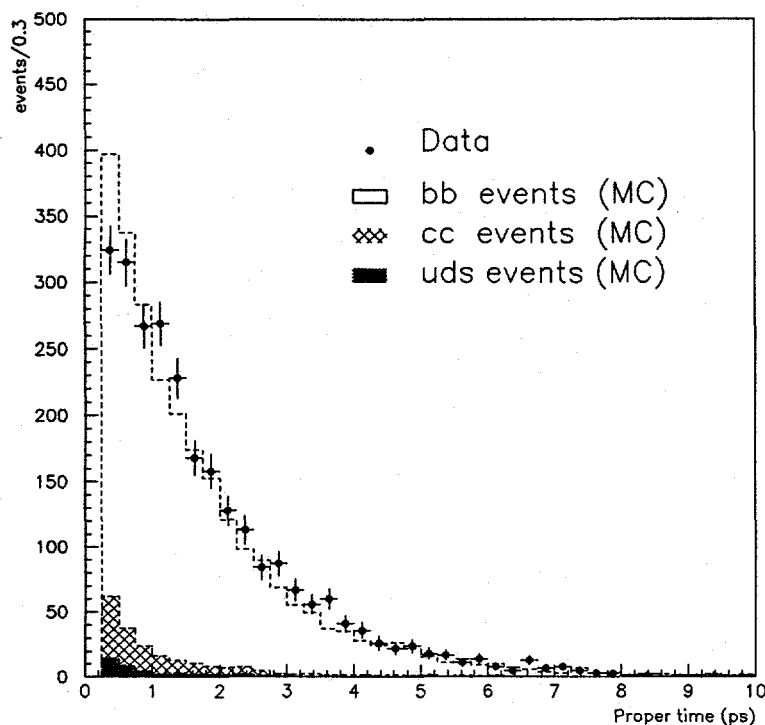 events/0.3
500
450
400
350
300
250
200
150
100
50
0
Data
bb events (MC)
cc events (MC)
uds events (MC)
0 1 2 3 4 5 6 7 8 9 10
Proper time (ps)